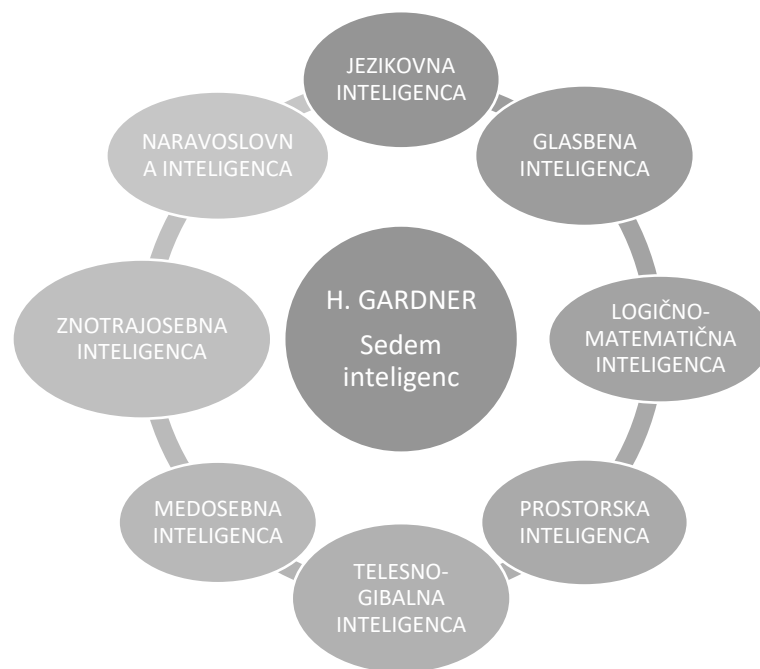 JEZIKOVNA
INTELIGENCA
GLASBENA
INTELIGENCA
LOGIČNO-
MATEMATIČNA
INTELIGENCA
PROSTORSKA
INTELIGENCA
TELESNO-
GIBALNA
INTELIGENCA
MEDOSEBNA
INTELIGENCA
ZNOTRAJOSEBNA
INTELIGENCA
NARAVOSLOVN
A INTELIGENCA
H. GARDNER
Sedem
inteligenc